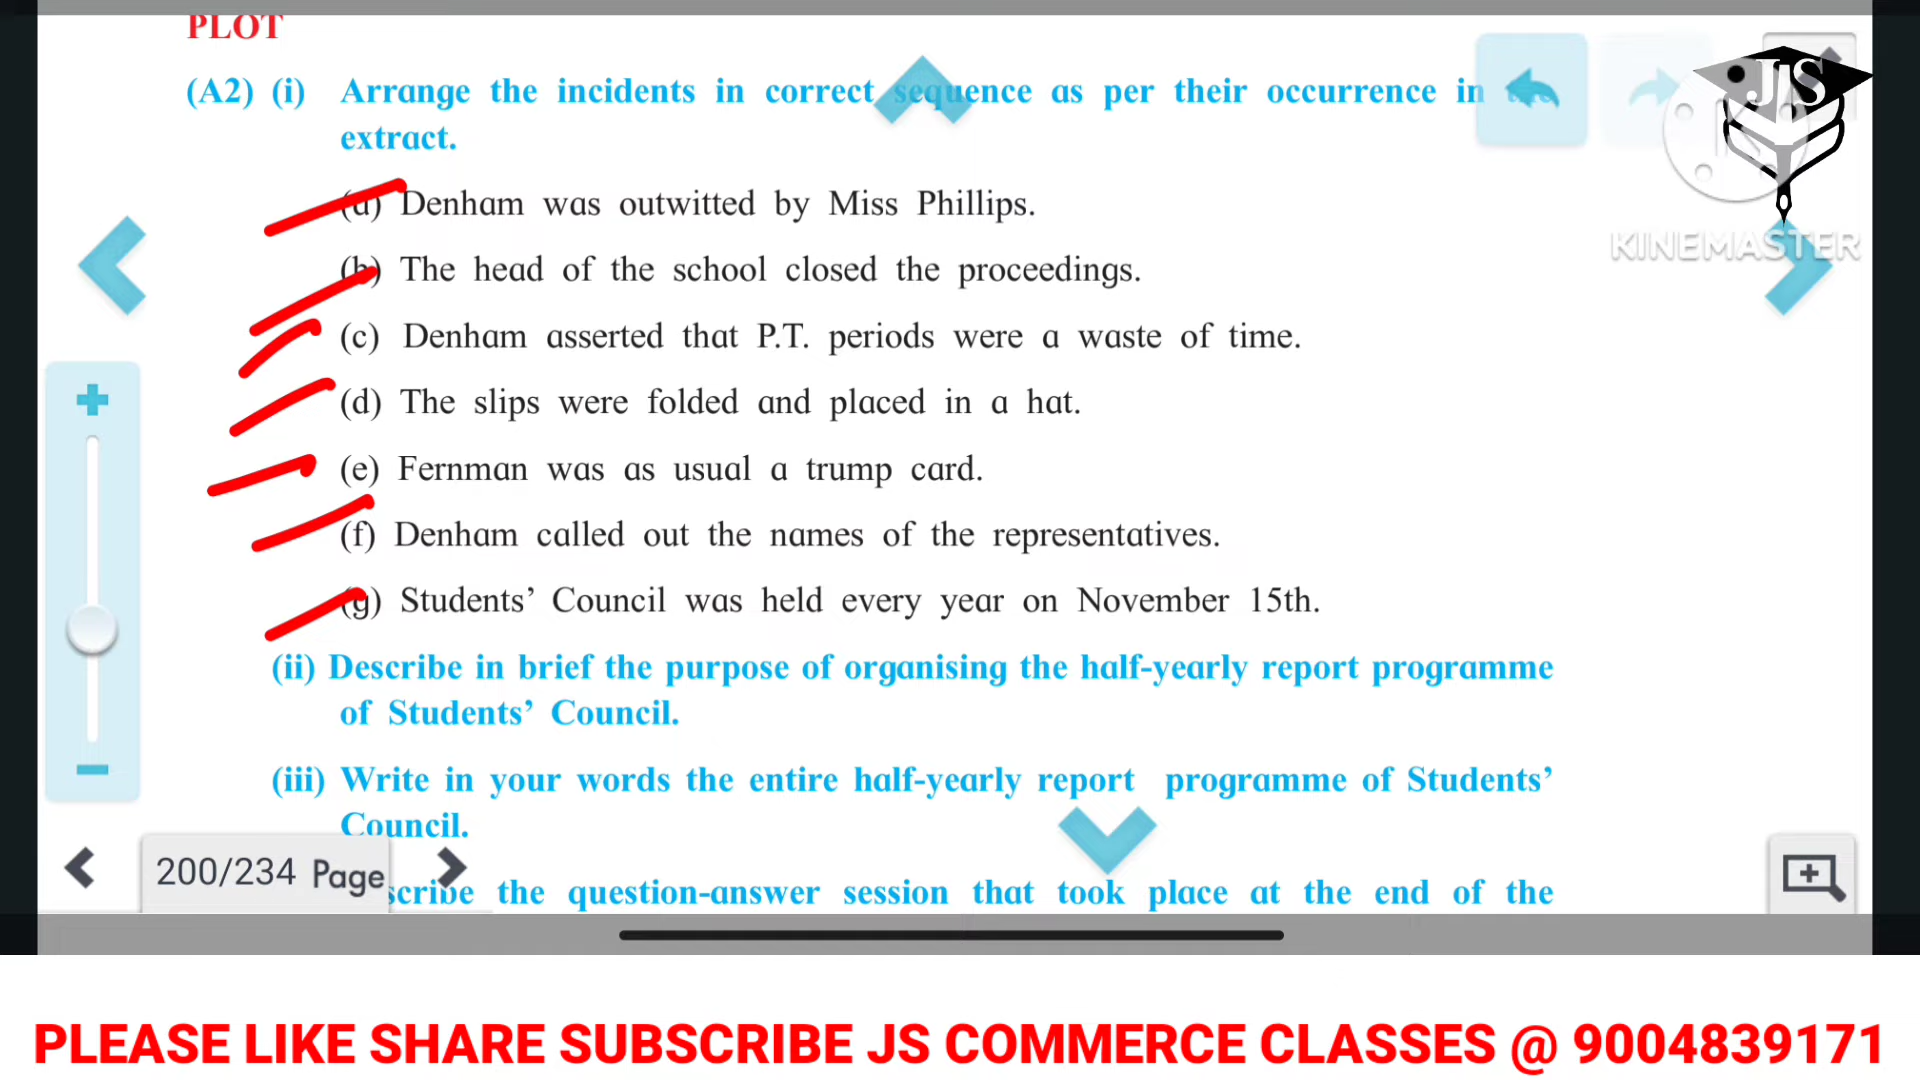 PLOT
(A2) (i) Arrange the incidents in correct sequence as per their occurrence in the
extract.
(a) Denham was outwitted by Miss Phillips.
(b) The head of the school closed the proceedings.
(c) Denham asserted that P.T. periods were a waste of time.
(d) The slips were folded and placed in a hat.
(e) Fernman was as usual a trump card.
(f) Denham called out the names of the representatives.
(g) Students’ Council was held every year on November 15th.
(ii) Describe in brief the purpose of organising the half-yearly report programme
of Students’ Council.
(iii) Write in your words the entire half-yearly report programme of Students’
Council.
the question-answer session that took place at the end of the
200/234 Page
JS
KINEMASTER
PLEASE LIKE SHARE SUBSCRIBE JS COMMERCE CLASSES @ 9004839171